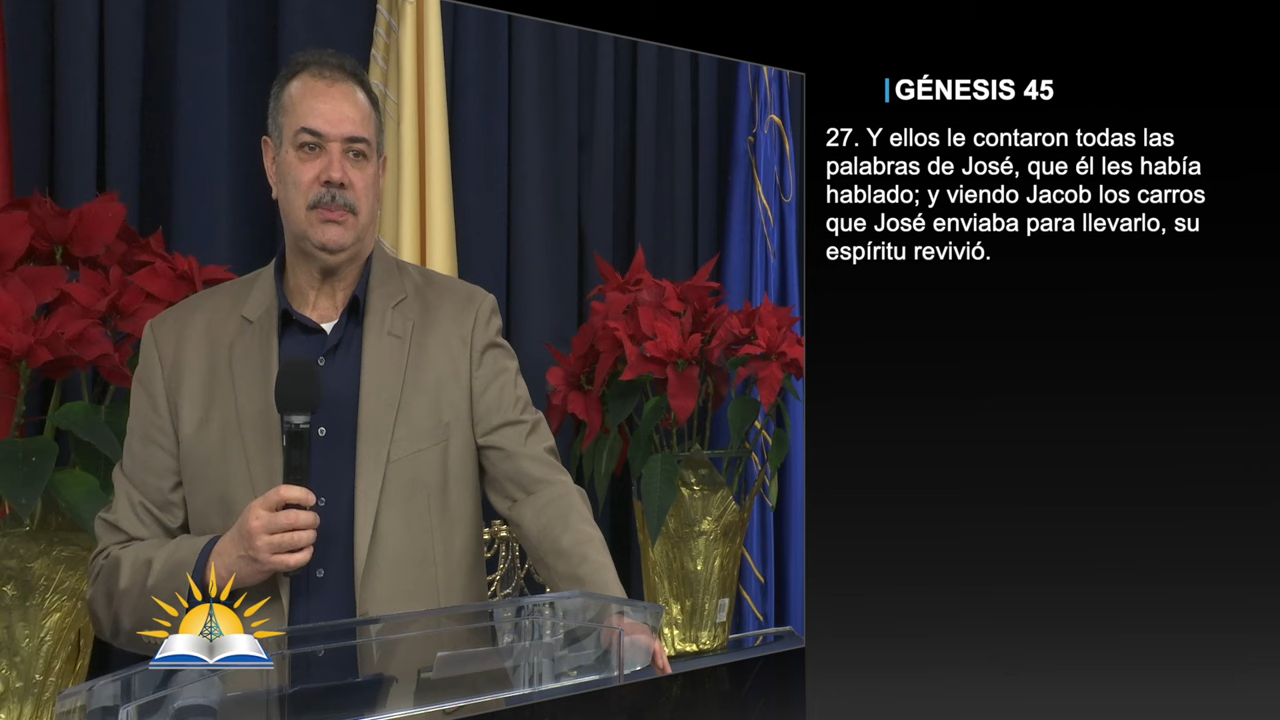 GÉNESIS 45
27. Y ellos le contaron todas las
palabras de José, que él les había
hablado; y viendo Jacob los carros
que José enviaba para llevarlo, su
espíritu revivió.